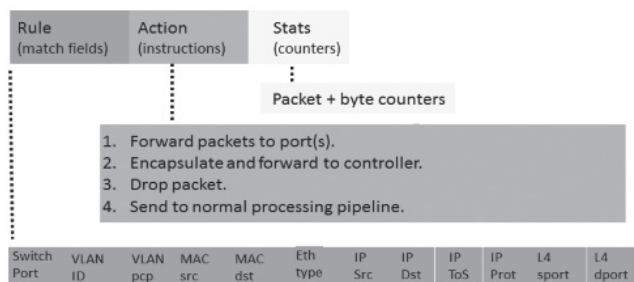 Rule Action Stats
(match fields) (instructions) (counters)
Packet + byte counters
1. Forward packets to port(s).
2. Encapsulate and forward to controller.
3. Drop packet.
4. Send to normal processing pipeline.
Switch VLAN VLAN MAC MAC Eth IP IP IP IP L4 L4
Port ID pcp src dst type Src Dst ToS Prot sport dport